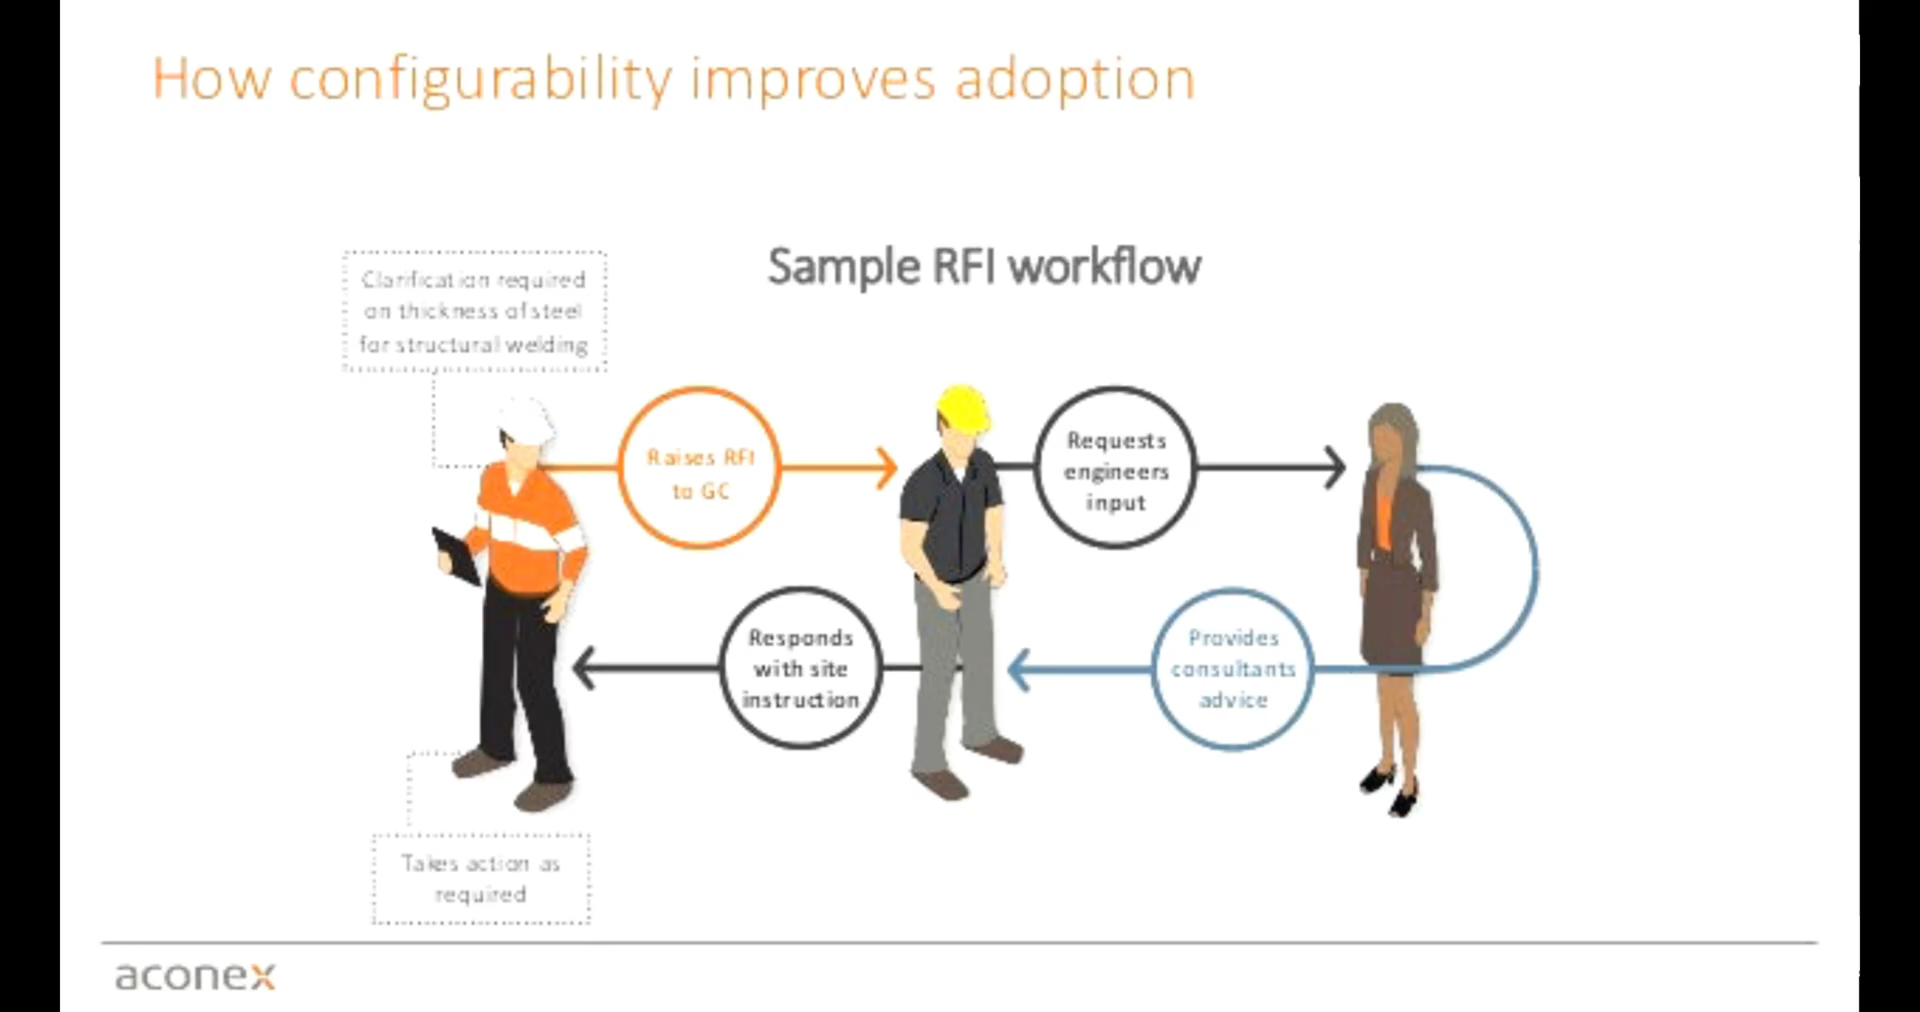 How configurability improves adoption
Sample RFI workflow
Clarification required
on thickness of steel
for structural welding
Raises RFI
to GC
Requests
engineers
input
Provides
consultants
advice
Responds
with site
instruction
Takes action as
required
aconex